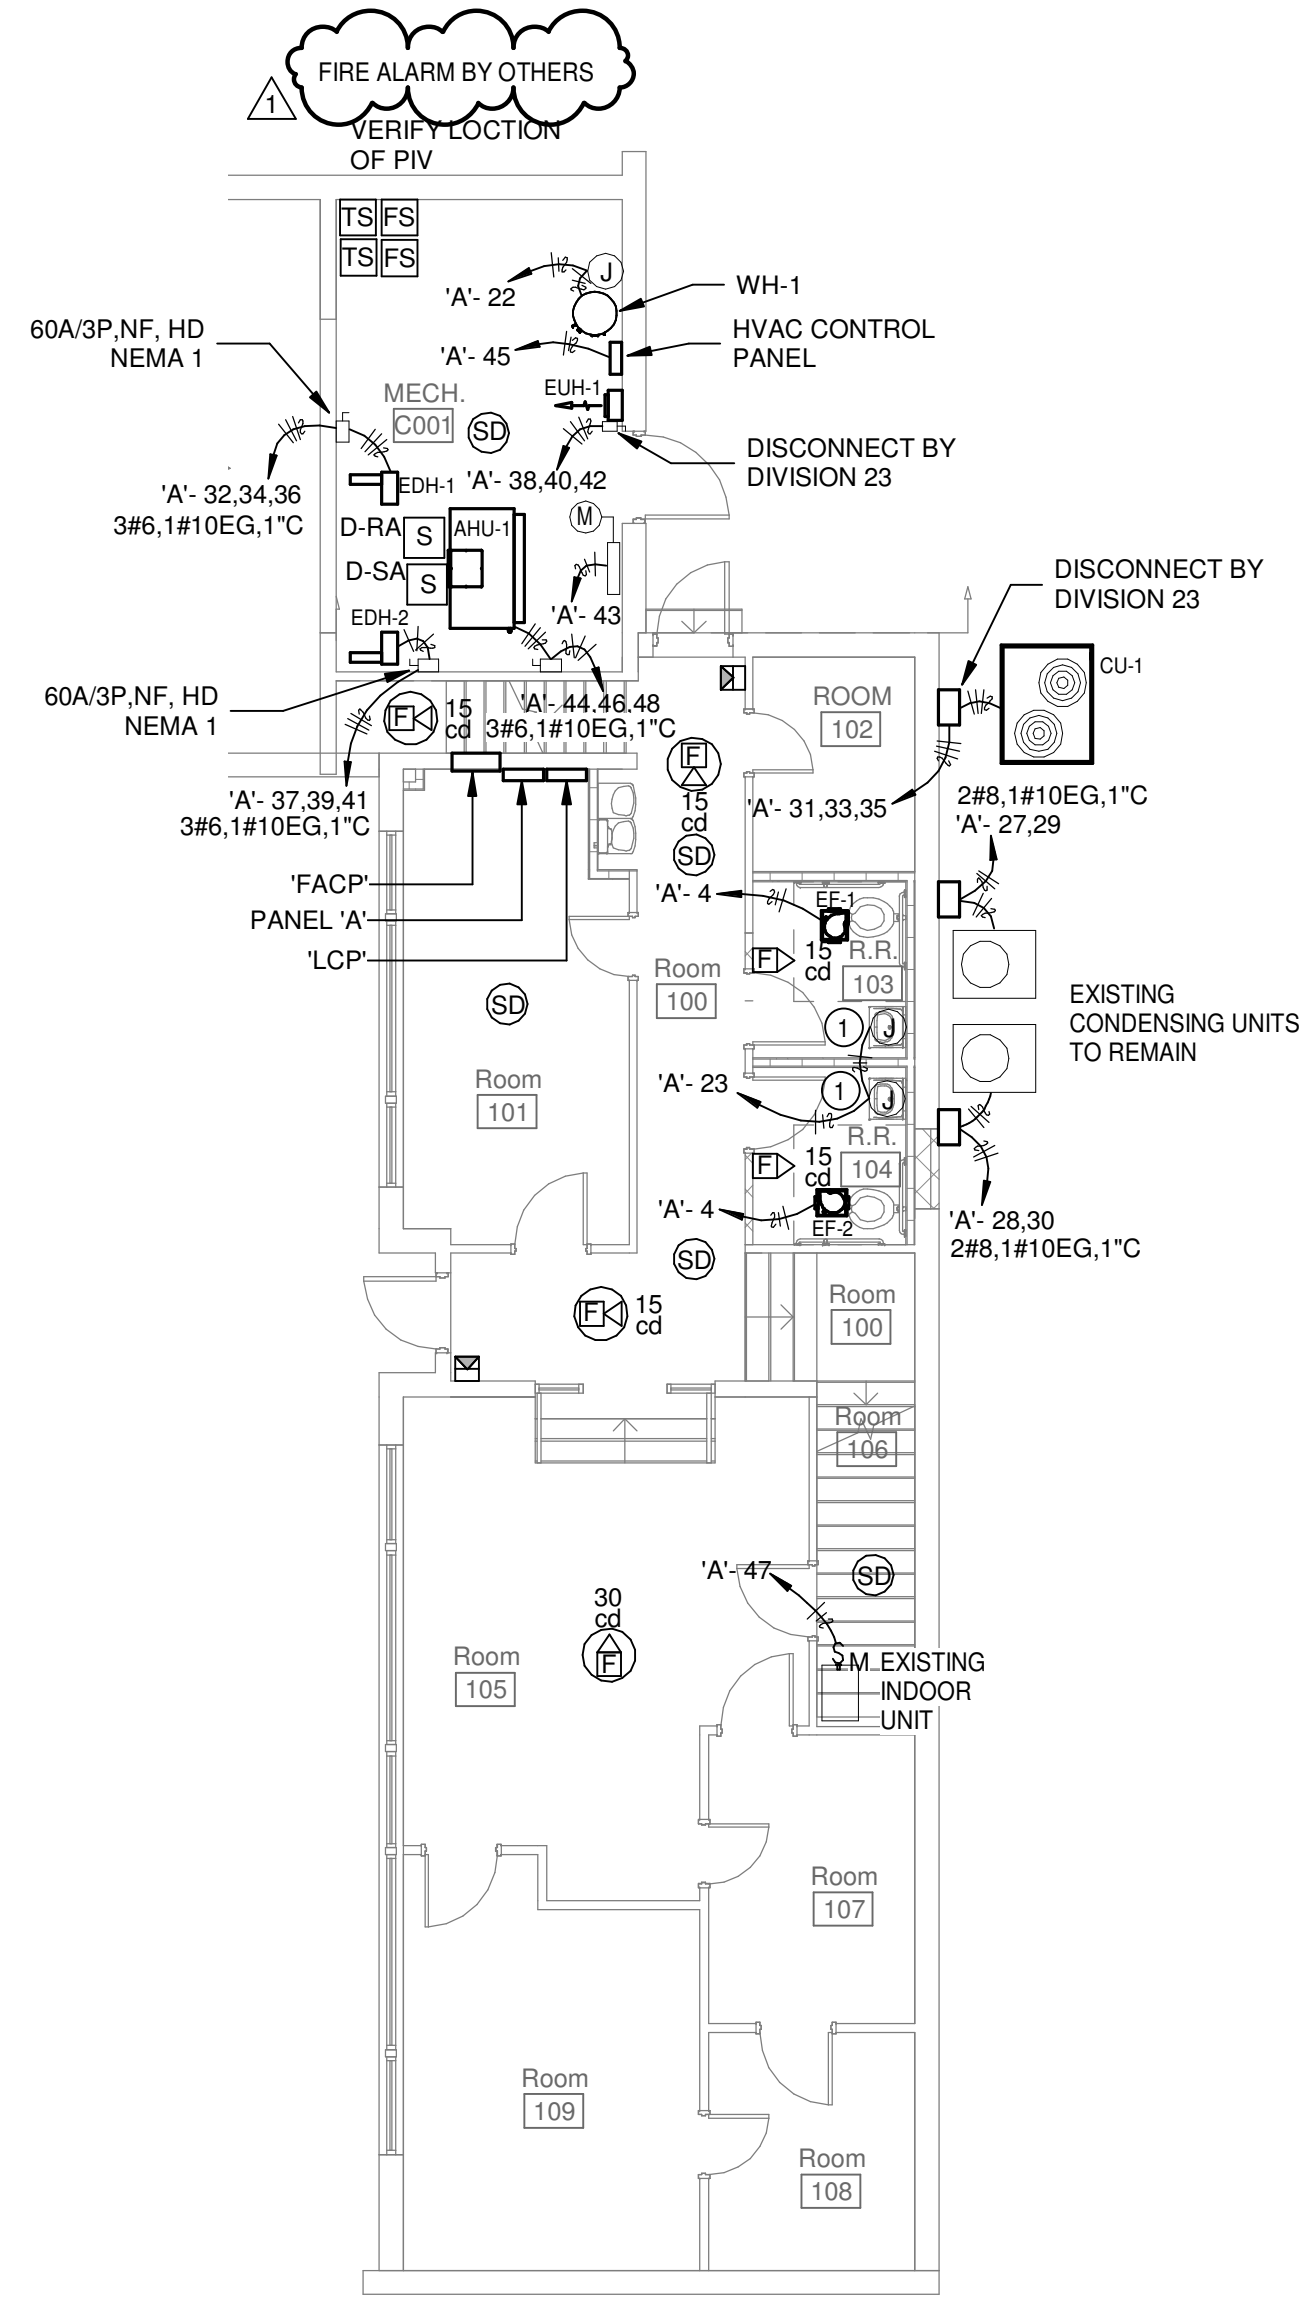 FIRE ALARM BY OTHERS
1
VERIFY LOCTION
OF PIV
TS FS
TS FS
J
'A'- 22
WH-1
60A/3P,NF, HD
NEMA 1
HVAC CONTROL
PANEL
'A'- 45
EUH-1
MECH.
C001
SD
DISCONNECT BY
DIVISION 23
'A'- 32,34,36
3#6,1#10EG,1"C
EDH-1
'A'- 38,40,42
D-RA
S
AHU-1
M
D-SA
S
'A'- 43
EDH-2
DISCONNECT BY
DIVISION 23
CU-1
60A/3P,NF, HD
NEMA 1
F
15
cd
'A'- 44,46,48
3#6,1#10EG,1"C
ROOM
102
F
15
cd
SD
'A'- 31,33,35
'A'- 37,39,41
3#6,1#10EG,1"C
2#8,1#10EG,1"C
'A'- 27,29
'FACP'
PANEL 'A'
'LCP'
'A'- 4
EF-1
F
15
cd
R.R.
103
Room
100
SD
EXISTING
CONDENSING UNITS
TO REMAIN
1
J
Room
101
'A'- 23
1
J
F
15
cd
R.R.
104
'A'- 4
EF-2
'A'- 28,30
2#8,1#10EG,1"C
SD
F
15
cd
Room
100
Room
106
'A'- 47
SD
30
cd
F
Room
105
S
M
EXISTING
INDOOR
UNIT
Room
107
Room
109
Room
108